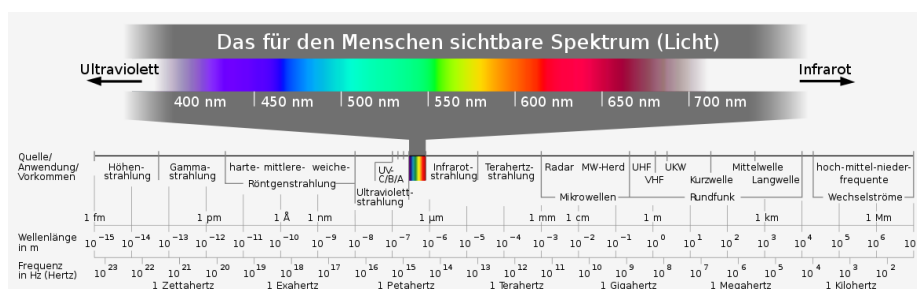 Das für den Menschen sichtbare Spektrum (Licht)
Ultraviolett Infrarot
400 nm 450 nm 500 nm 550 nm 600 nm 650 nm 700 nm
Quelle/
Anwendung/
Vorkommen
Höhen-
strahlung
Gamma-
strahlung
harte- mittlere- weiche-
Röntgenstrahlung
UV-
C/B/A
Ultraviolett-
strahlung
Infrarot-
strahlung
Terahertz-
strahlung
Radar MW-Herd
Mikrowellen
UHF UKW Mittelwelle
VHF Kurzwelle Langwelle
Rundfunk
hoch-mittel-nieder-
frequente
Wechselströme
1 fm 1 pm 1 Å 1 nm 1 µm 1 mm 1 cm 1 m 1 km 1 Mm
Wellenlänge
in m
10⁻¹⁵ 10⁻¹⁴ 10⁻¹³ 10⁻¹² 10⁻¹¹ 10⁻¹⁰ 10⁻⁹ 10⁻⁸ 10⁻⁷ 10⁻⁶ 10⁻⁵ 10⁻⁴ 10⁻³ 10⁻² 10⁻¹ 10⁰ 10¹ 10² 10³ 10⁴ 10⁵ 10⁶
Frequenz
in Hz (Hertz)
10²³ 10²² 10²¹ 10²⁰ 10¹⁹ 10¹⁸ 10¹⁷ 10¹⁶ 10¹⁵ 10¹⁴ 10¹³ 10¹² 10¹¹ 10¹⁰ 10⁹ 10⁸ 10⁷ 10⁶ 10⁵ 10⁴ 10³ 10²
1 Zettahertz 1 Exahertz 1 Petahertz 1 Terahertz 1 Gigahertz 1 Megahertz 1 Kilohertz